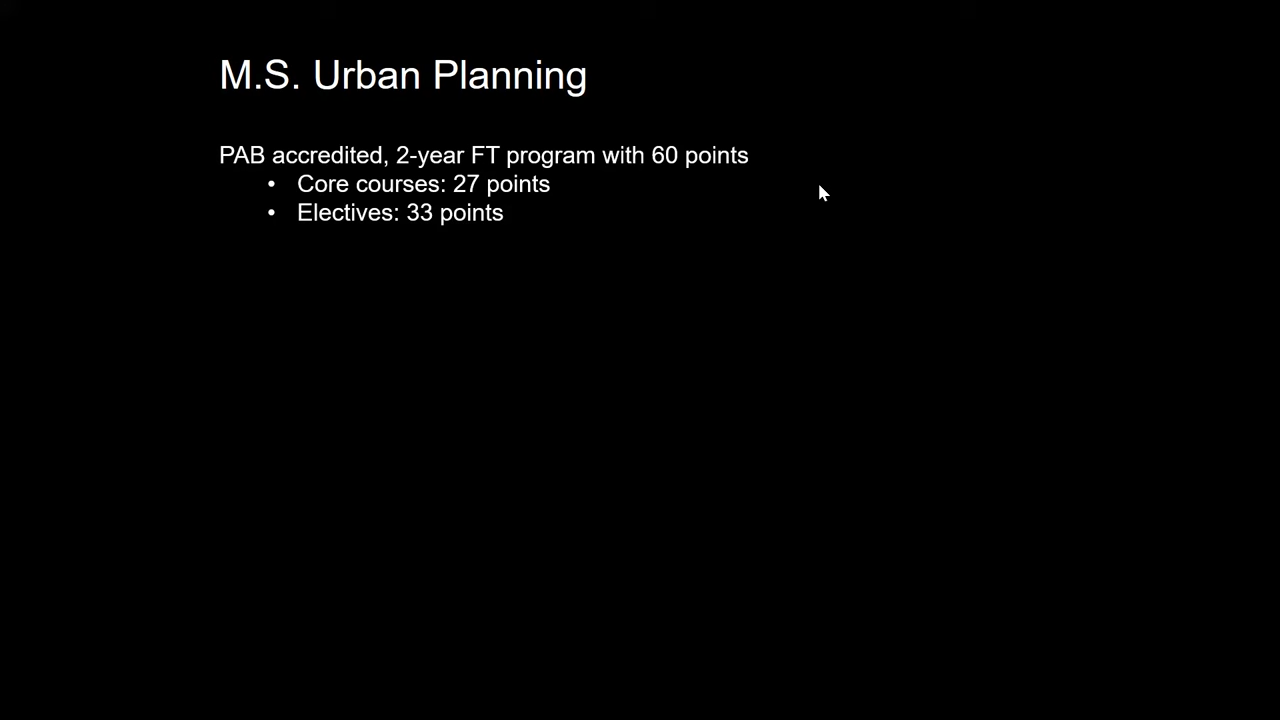 M.S. Urban Planning
PAB accredited, 2-year FT program with 60 points
• Core courses: 27 points
• Electives: 33 points